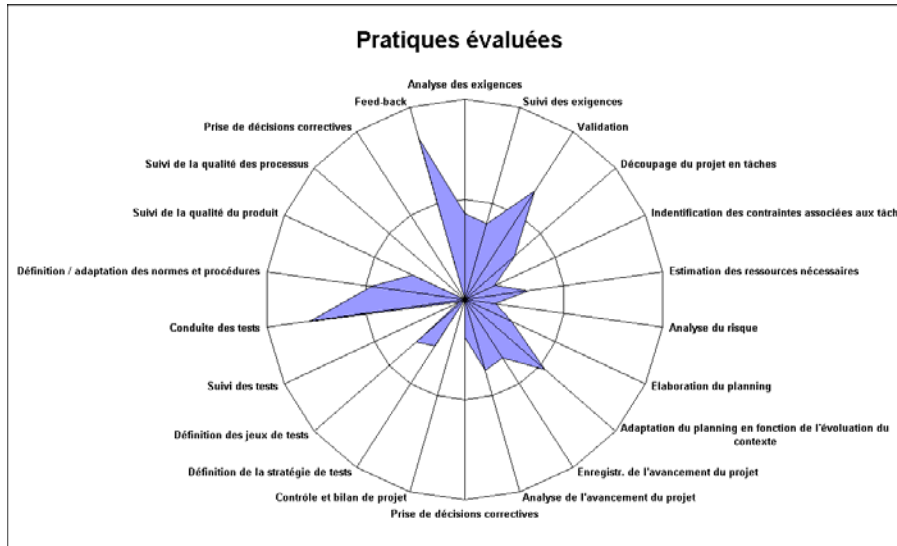 Pratiques évaluées
Analyse des exigences
Suivi des exigences
Validation
Découpage du projet en tâches
Indentification des contraintes associées aux tâch
Estimation des ressources nécessaires
Analyse du risque
Elaboration du planning
Adaptation du planning en fonction de l'évolution du
contexte
Enregistr. de l'avancement du projet
Analyse de l'avancement du projet
Prise de décisions correctives
Contrôle et bilan de projet
Définition de la stratégie de tests
Définition des jeux de tests
Suivi des tests
Conduite des tests
Définition / adaptation des normes et procédures
Suivi de la qualité du produit
Suivi de la qualité des processus
Prise de décisions correctives
Feed-back